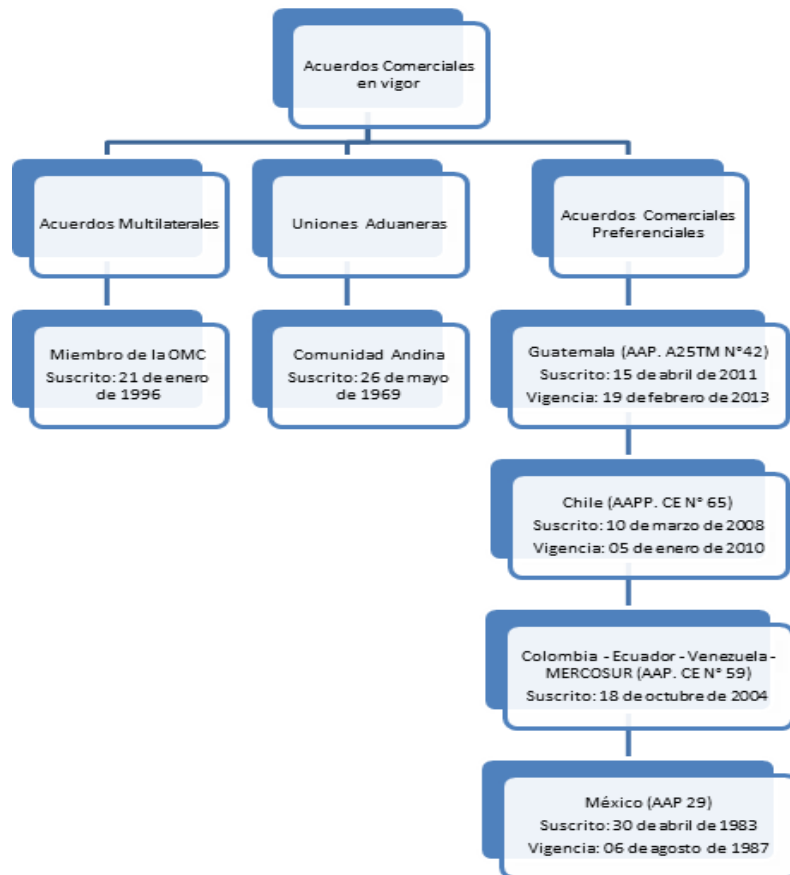 Acuerdos Comerciales
en vigor
Acuerdos Multilaterales
Uniones Aduaneras
Acuerdos Comerciales
Preferenciales
Miembro de la OMC
Suscrito: 21 de enero
de 1996
Comunidad Andina
Suscrito: 26 de mayo
de 1969
Guatemala (AAP. A25TM N°42)
Suscrito: 15 de abril de 2011
Vigencia: 19 de febrero de 2013
Chile (AAPP. CE N° 65)
Suscrito: 10 de marzo de 2008
Vigencia: 05 de enero de 2010
Colombia - Ecuador - Venezuela -
MERCOSUR (AAP. CE N° 59)
Suscrito: 18 de octubre de 2004
México (AAP 29)
Suscrito: 30 de abril de 1983
Vigencia: 06 de agosto de 1987